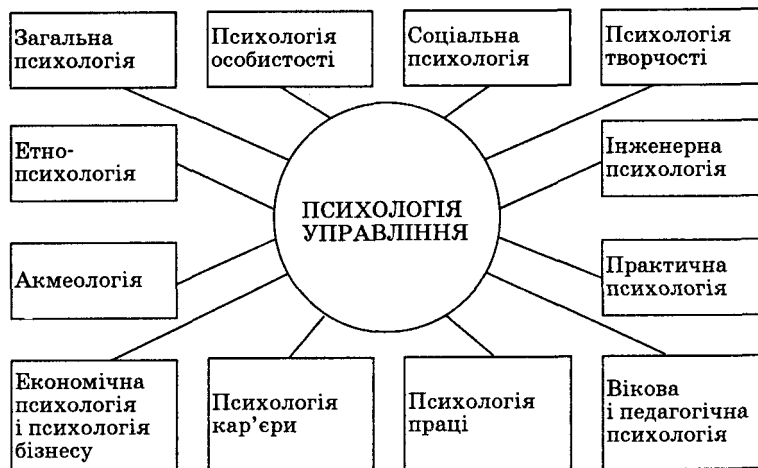 Загальна
психологія
Психологія
особистості
Соціальна
психологія
Психологія
творчості
Етно-
психологія
Інженерна
психологія
ПСИХОЛОГІЯ
УПРАВЛІННЯ
Акмеологія
Практична
психологія
Економічна
психологія
і психологія
бізнесу
Психологія
кар’єри
Психологія
праці
Вікова
і педагогічна
психологія